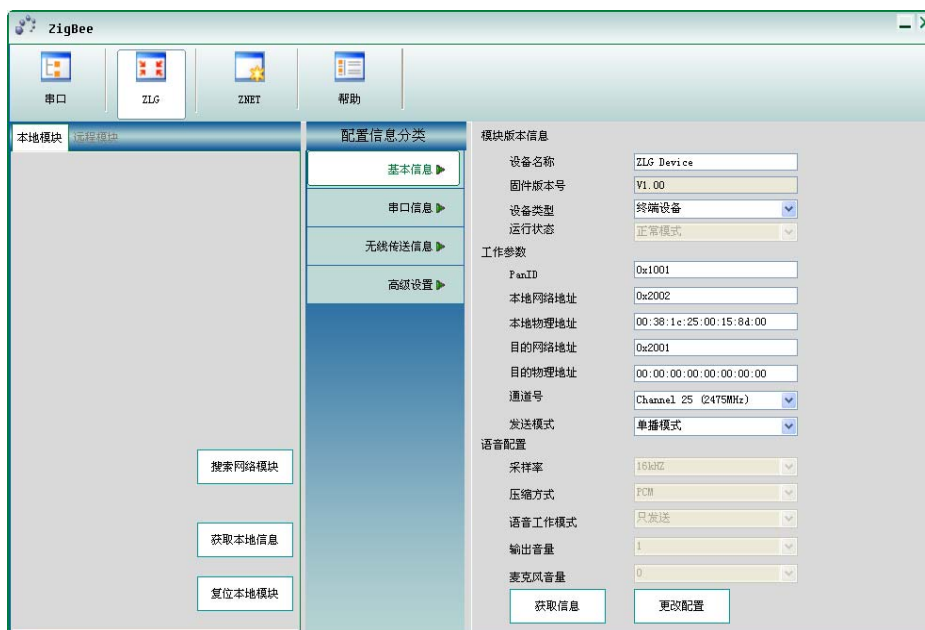 ZigBee
串口
ZLG
ZNET
帮助
本地模块 远程模块
搜索网络模块
获取本地信息
复位本地模块
配置信息分类
基本信息
串口信息
无线传送信息
高级设置
模块版本信息
设备名称 ZLG Device
固件版本号 V1.00
设备类型 终端设备
运行状态 正常模式
工作参数
PanID 0x1001
本地网络地址 0x2002
本地物理地址 00:38:1c:25:00:15:8d:00
目的网络地址 0x2001
目的物理地址 00:00:00:00:00:00:00:00
通道号 Channel 25 (2475MHz)
发送模式 单播模式
语音配置
采样率 16kHZ
压缩方式 PCM
语音工作模式 只发送
输出音量 1
麦克风音量 0
获取信息 更改配置